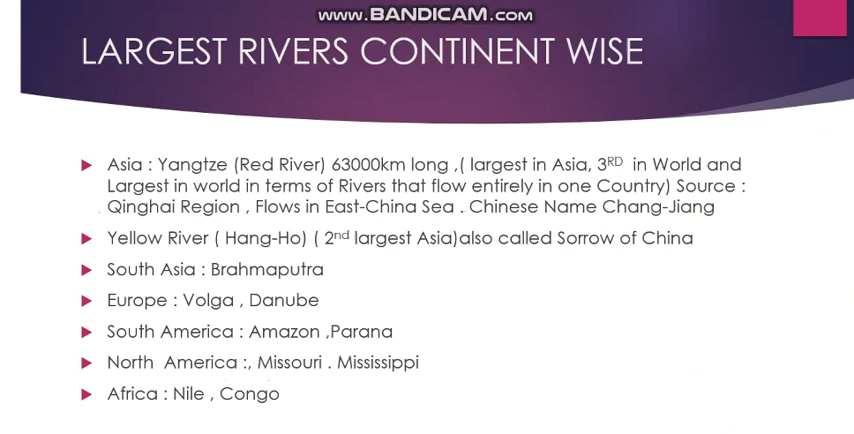 www.BANDICAM.com
LARGEST RIVERS CONTINENT WISE
Asia : Yangtze (Red River) 63000km long ,( largest in Asia, 3RD in World and
Largest in world in terms of Rivers that flow entirely in one Country) Source :
Qinghai Region , Flows in East-China Sea . Chinese Name Chang-Jiang
Yellow River ( Hang-Ho) ( 2nd largest Asia)also called Sorrow of China
South Asia : Brahmaputra
Europe : Volga , Danube
South America : Amazon ,Parana
North America :, Missouri . Mississippi
Africa : Nile , Congo